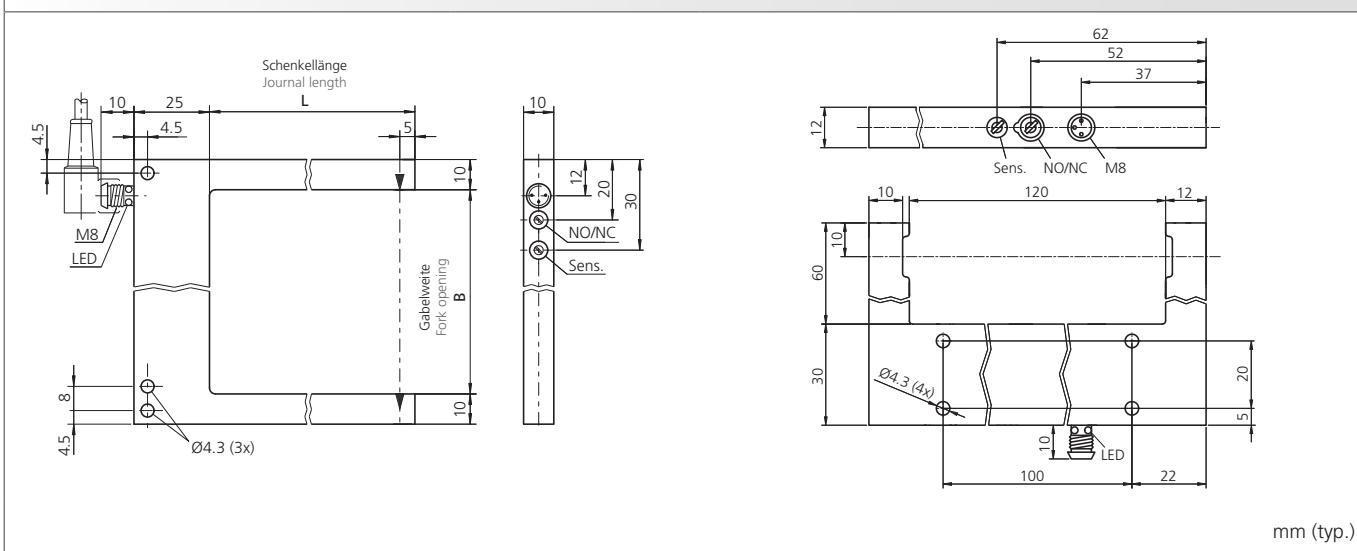 Schenkellänge
Journal length
L
10
25
4.5
5
4.5
10
M8
LED
Gabelweite
Fork opening
B
8
4.5
10
Ø4.3 (3x)
10
12
20
30
NO/NC
Sens.
62
52
37
12
Sens.
NO/NC
M8
10
120
12
10
60
30
Ø4.3 (4x)
20
5
10
LED
100
22
mm (typ.)